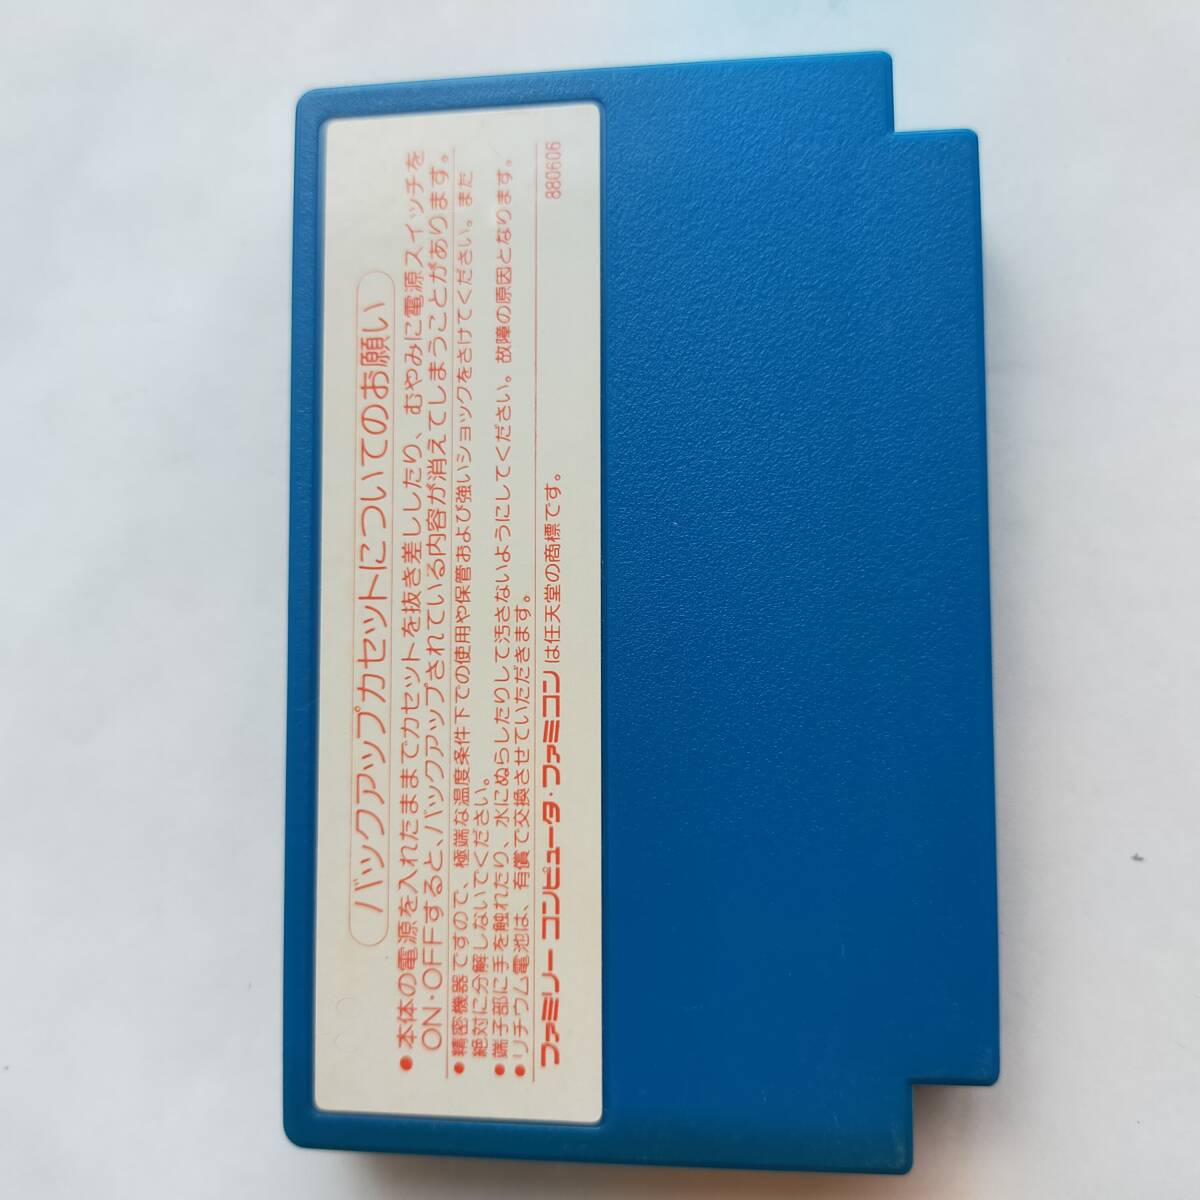 バックアップカセットについてのお願い
●本体の電源を入れたままでカセットを抜き差ししたり、むやみに電源スイッチを
ON・OFFすると、バックアップされている内容が消えてしまうことがあります。
●精密機器ですので、極端な温度条件下での使用や保管および強いショックをさけてください。また
絶対に分解しないでください。
●端子部に手を触れたり、水にぬらしたりして汚さないようにしてください。故障の原因となります。
●リチウム電池は、有償で交換させていただきます。
ファミリー コンピュータ・ファミコンは任天堂の商標です。
880606